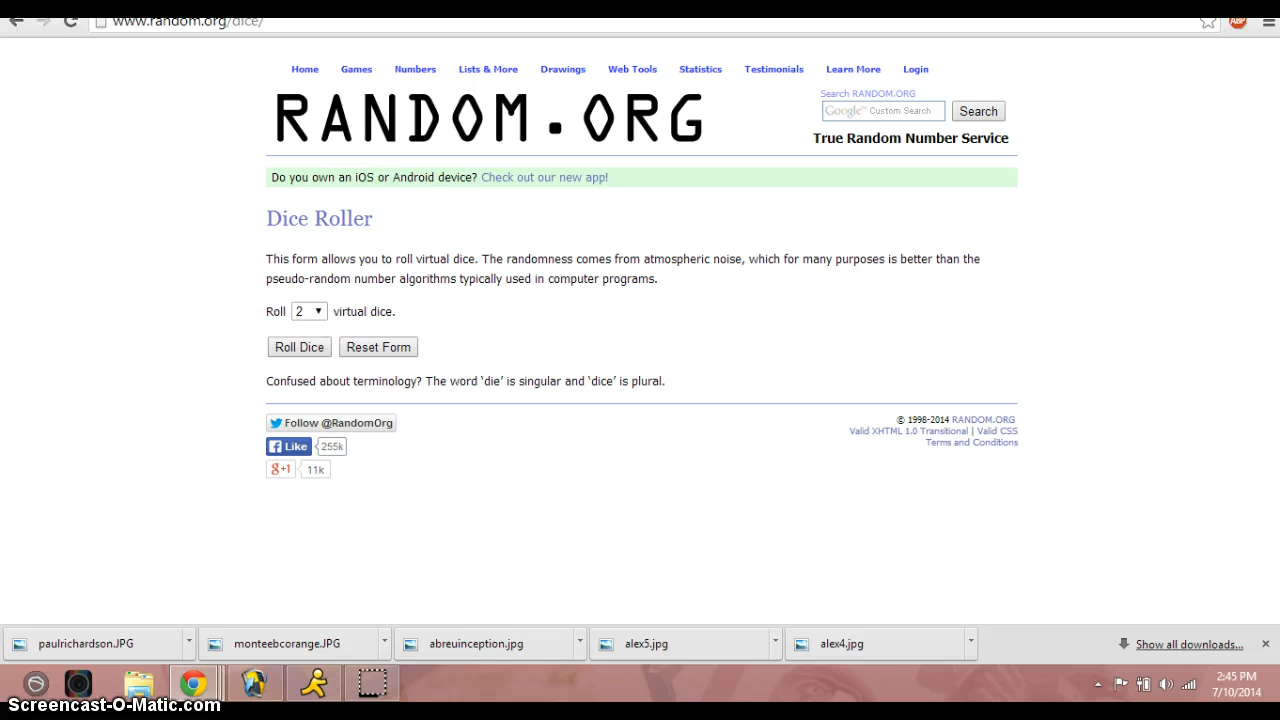 www.random.org/dice/
ABP
Home Games Numbers Lists & More Drawings Web Tools Statistics Testimonials Learn More Login
RANDOM.ORG
Search RANDOM.ORG
Google™ Custom Search Search
True Random Number Service
Do you own an iOS or Android device? Check out our new app!
Dice Roller
This form allows you to roll virtual dice. The randomness comes from atmospheric noise, which for many purposes is better than the
pseudo-random number algorithms typically used in computer programs.
Roll 2 virtual dice.
Roll Dice Reset Form
Confused about terminology? The word ‘die’ is singular and ‘dice’ is plural.
Follow @RandomOrg
Like 255k
g+1 11k
© 1998-2014 RANDOM.ORG
Valid XHTML 1.0 Transitional | Valid CSS
Terms and Conditions
paulrichardson.JPG monteebcorange.JPG abreuinception.jpg alex5.jpg alex4.jpg Show all downloads...
2:45 PM
7/10/2014
Screencast-O-Matic.com